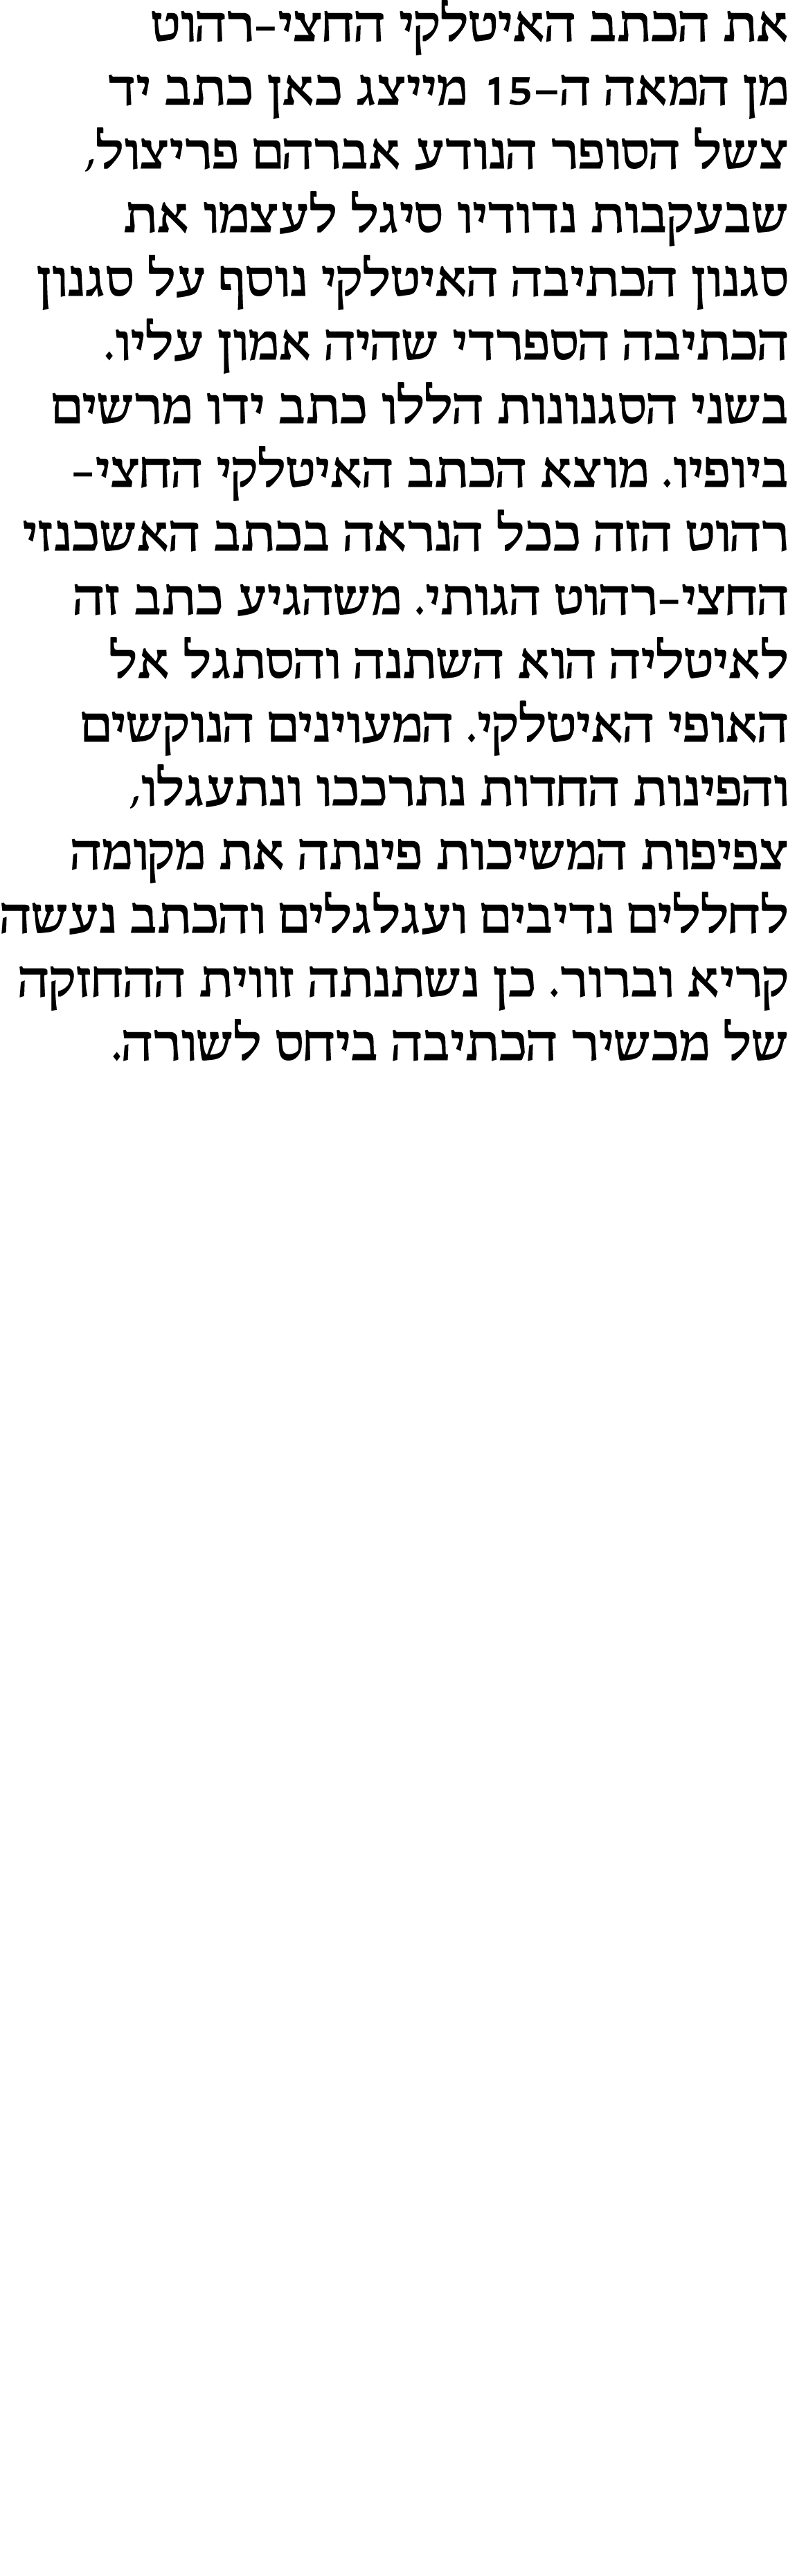 את הכתב האיטלקי החצי-רהוט
מן המאה ה-15 מייצג כאן כתב יד
צשל הסופר הנודע אברהם פריצול,
שבעקבות נדודיו סיגל לעצמו את
סגנון הכתיבה האיטלקי נוסף על סגנון
הכתיבה הספרדי שהיה אמון עליו.
בשני הסגנונות הללו כתב ידו מרשים
ביופיו. מוצא הכתב האיטלקי החצי-
רהוט הזה ככל הנראה בכתב האשכנזי
החצי-רהוט הגותי. משהגיע כתב זה
לאיטליה הוא השתנה והסתגל אל
האופי האיטלקי. המעוינים הנוקשים
והפינות החדות נתרככו ונתעגלו,
צפיפות המשיכות פינתה את מקומה
לחללים נדיבים ועגלגלים והכתב נעשה
קריא וברור. כן נשתנתה זווית ההחזקה
של מכשיר הכתיבה ביחס לשורה.